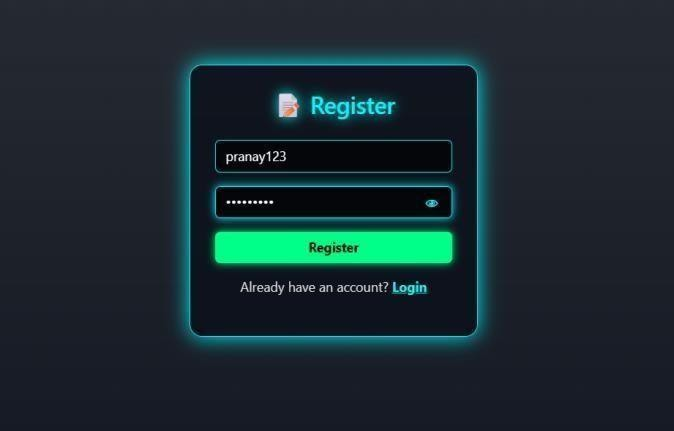 📝 Register
pranay123
•••••••••
Register
Already have an account? Login